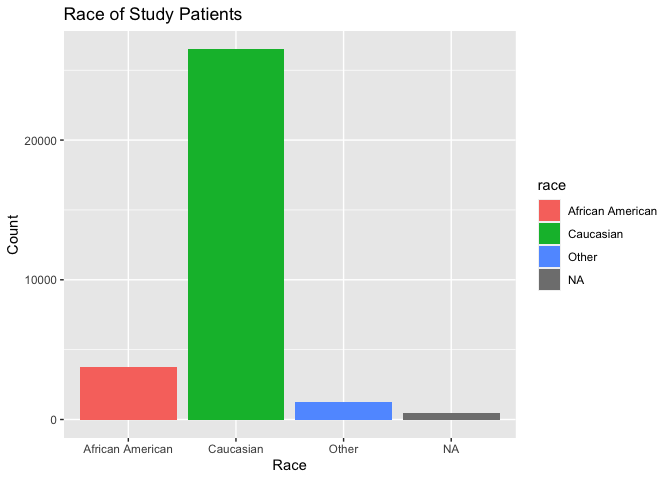 Race of Study Patients
Count
20000
10000
0
African American
Caucasian
Other
NA
Race
race
African American
Caucasian
Other
NA